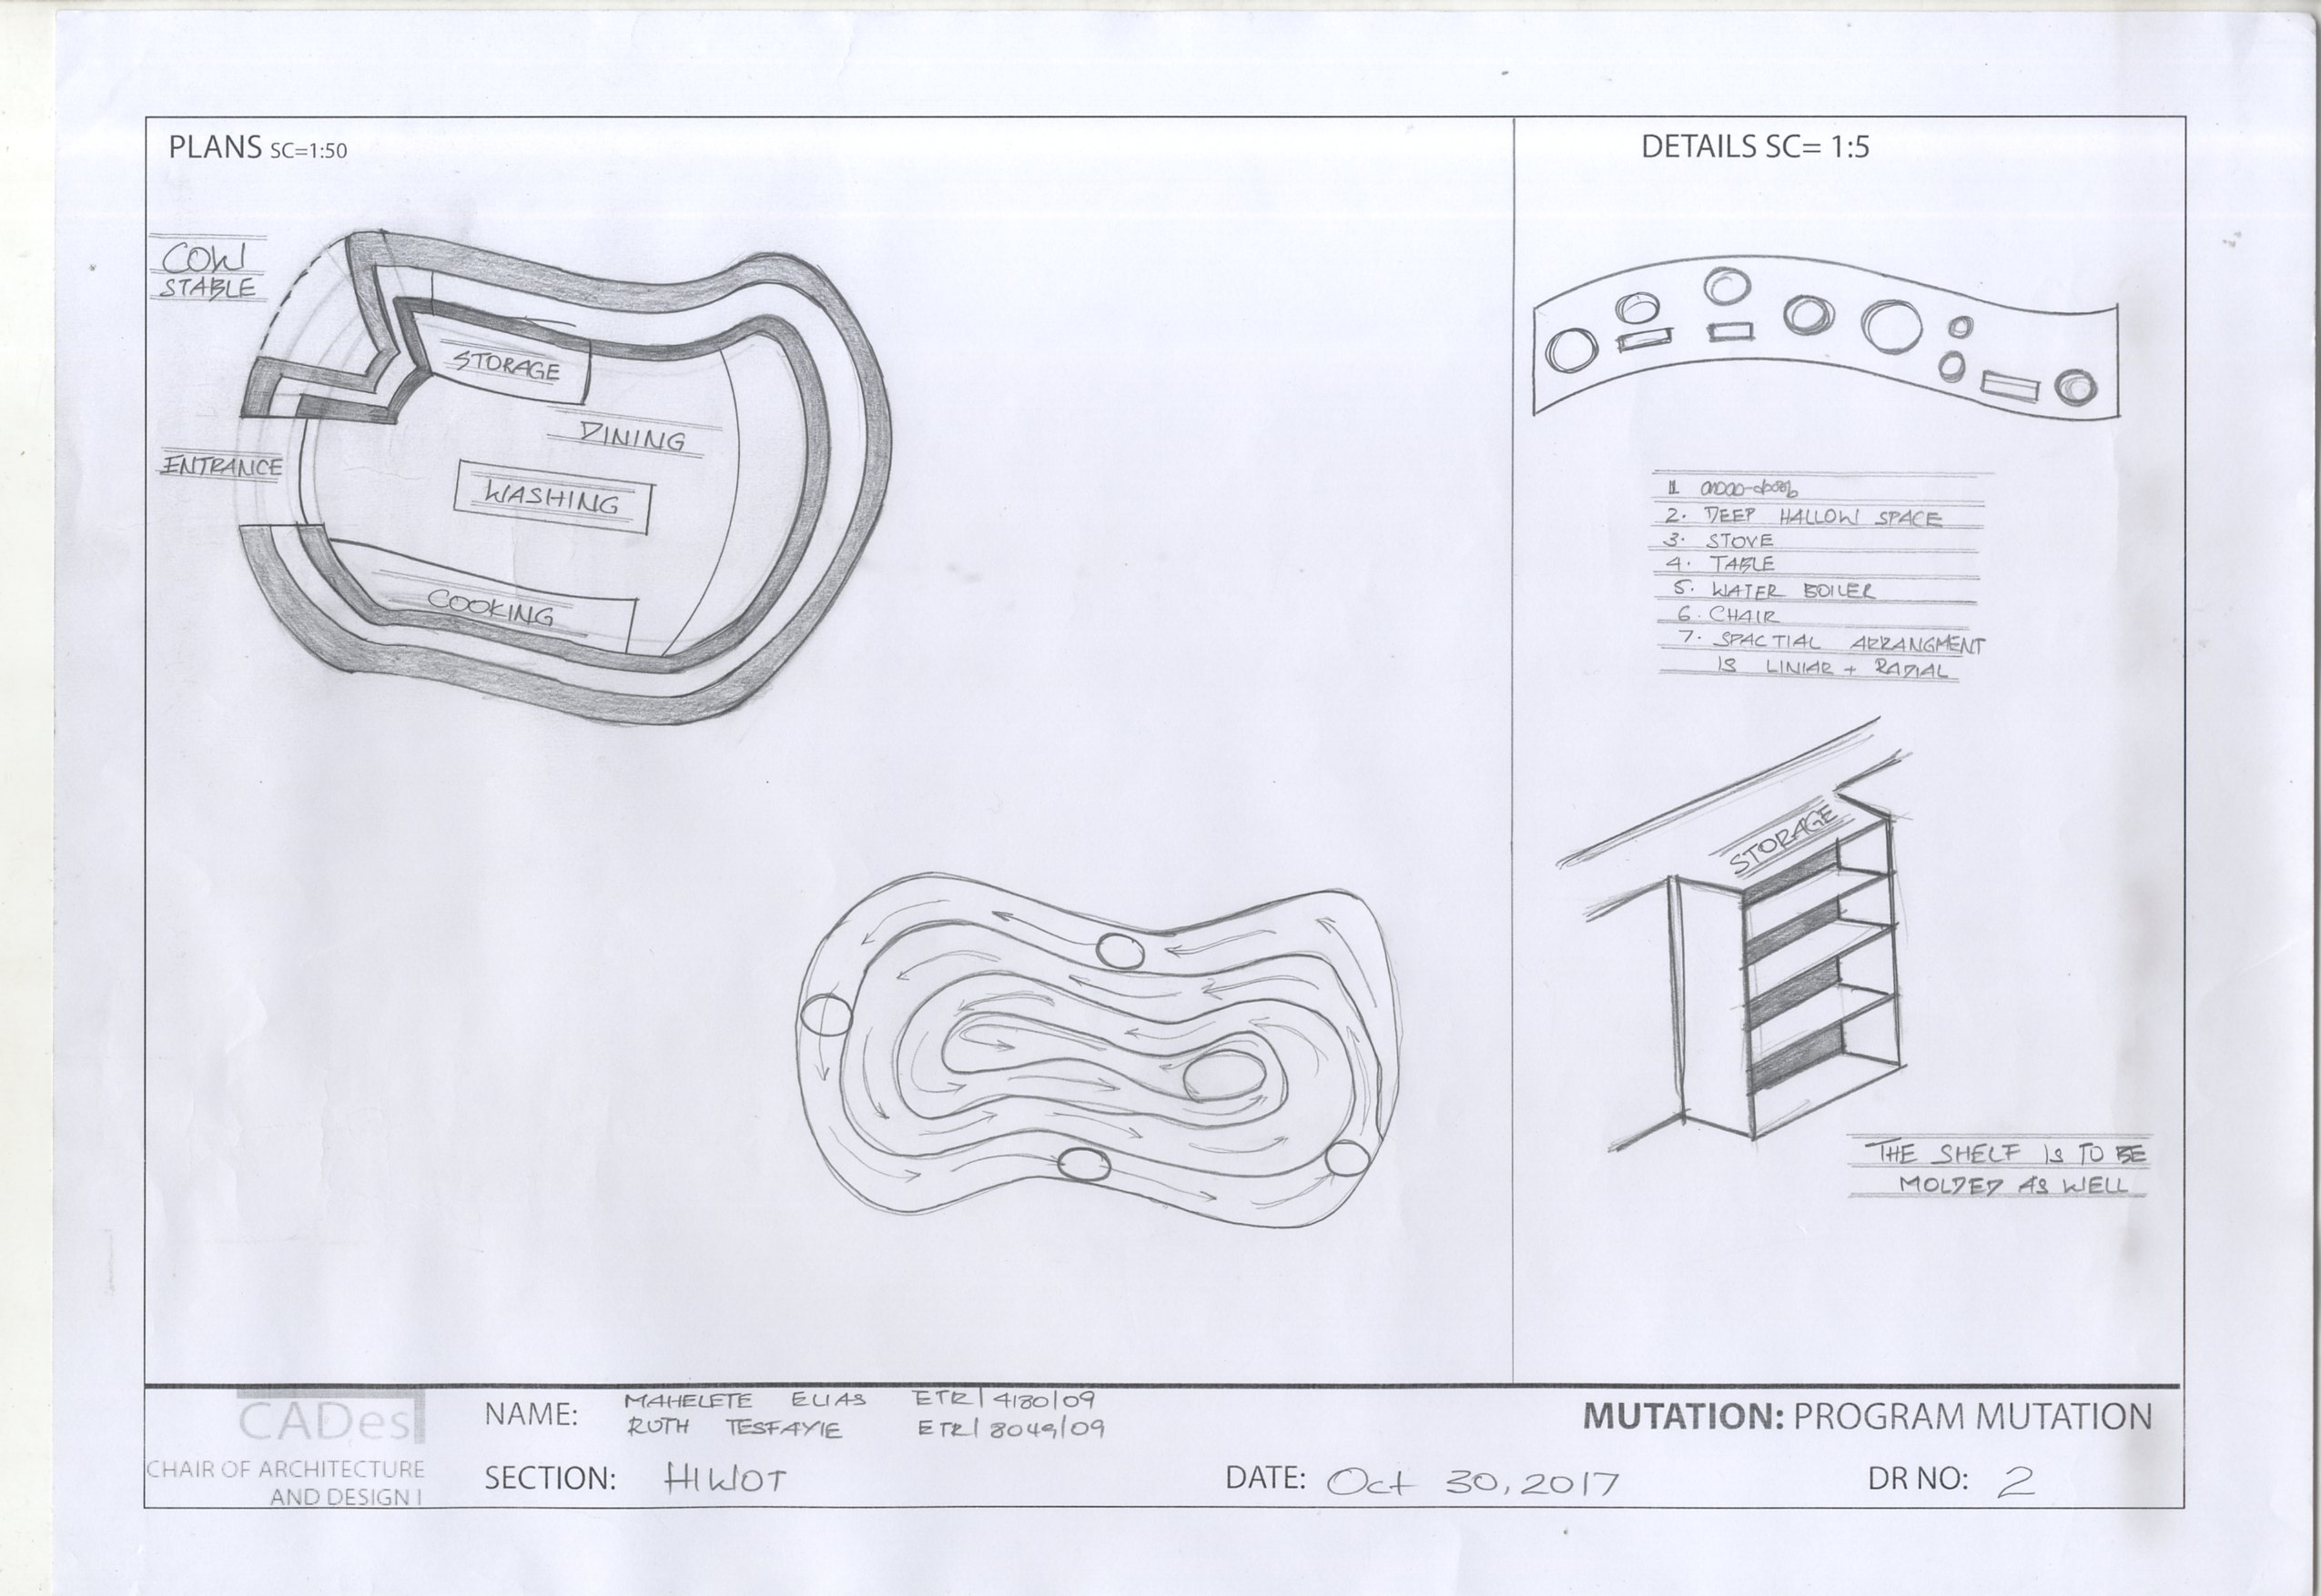 PLANS SC=1:50
COW
STABLE
STORAGE
DINING
ENTRANCE
WASHING
COOKING
DETAILS SC= 1:5
1.
2. DEEP HALLOW SPACE
3. STOVE
4. TABLE
5. WATER BOILER
6. CHAIR
7. SPACTIAL ARRANGMENT
IS LINIAR + RADIAL
STORAGE
THE SHELF IS TO BE
MOLDED AS WELL
CADes
CHAIR OF ARCHITECTURE
AND DESIGN I
NAME: MAHELETE ELIAS ETR/4180/09
RUTH TESFAYIE ETR/8049/09
SECTION: HIWOT
DATE: Oct 30, 2017
MUTATION: PROGRAM MUTATION
DR NO: 2